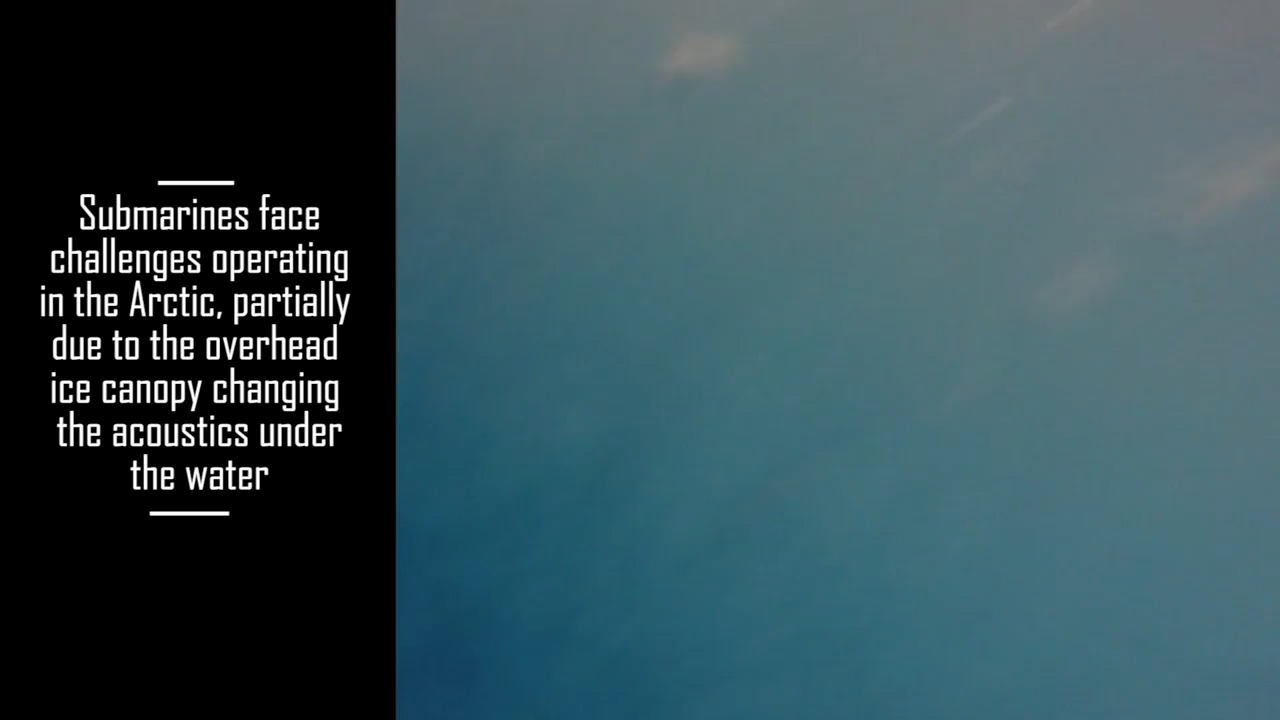 Submarines face
challenges operating
in the Arctic, partially
due to the overhead
ice canopy changing
the acoustics under
the water